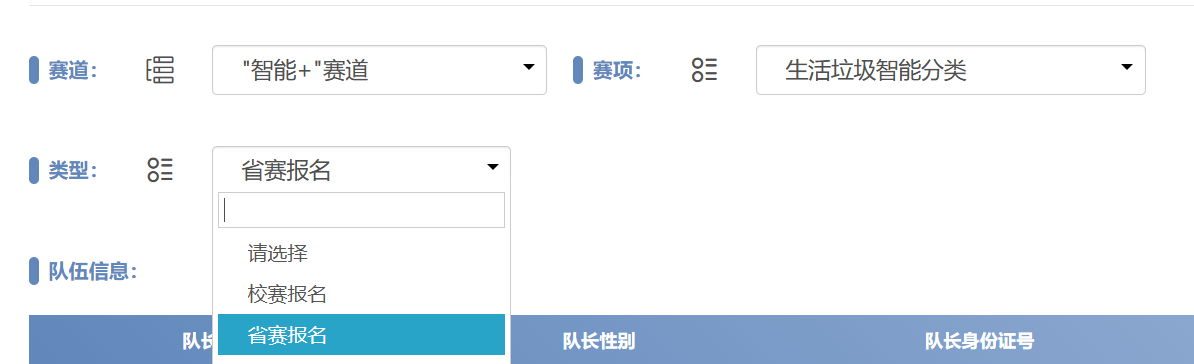 赛道： "智能+"赛道 赛项： 生活垃圾智能分类
类型： 省赛报名
请选择
队伍信息：
校赛报名
省赛报名
队长 队长性别 队长身份证号